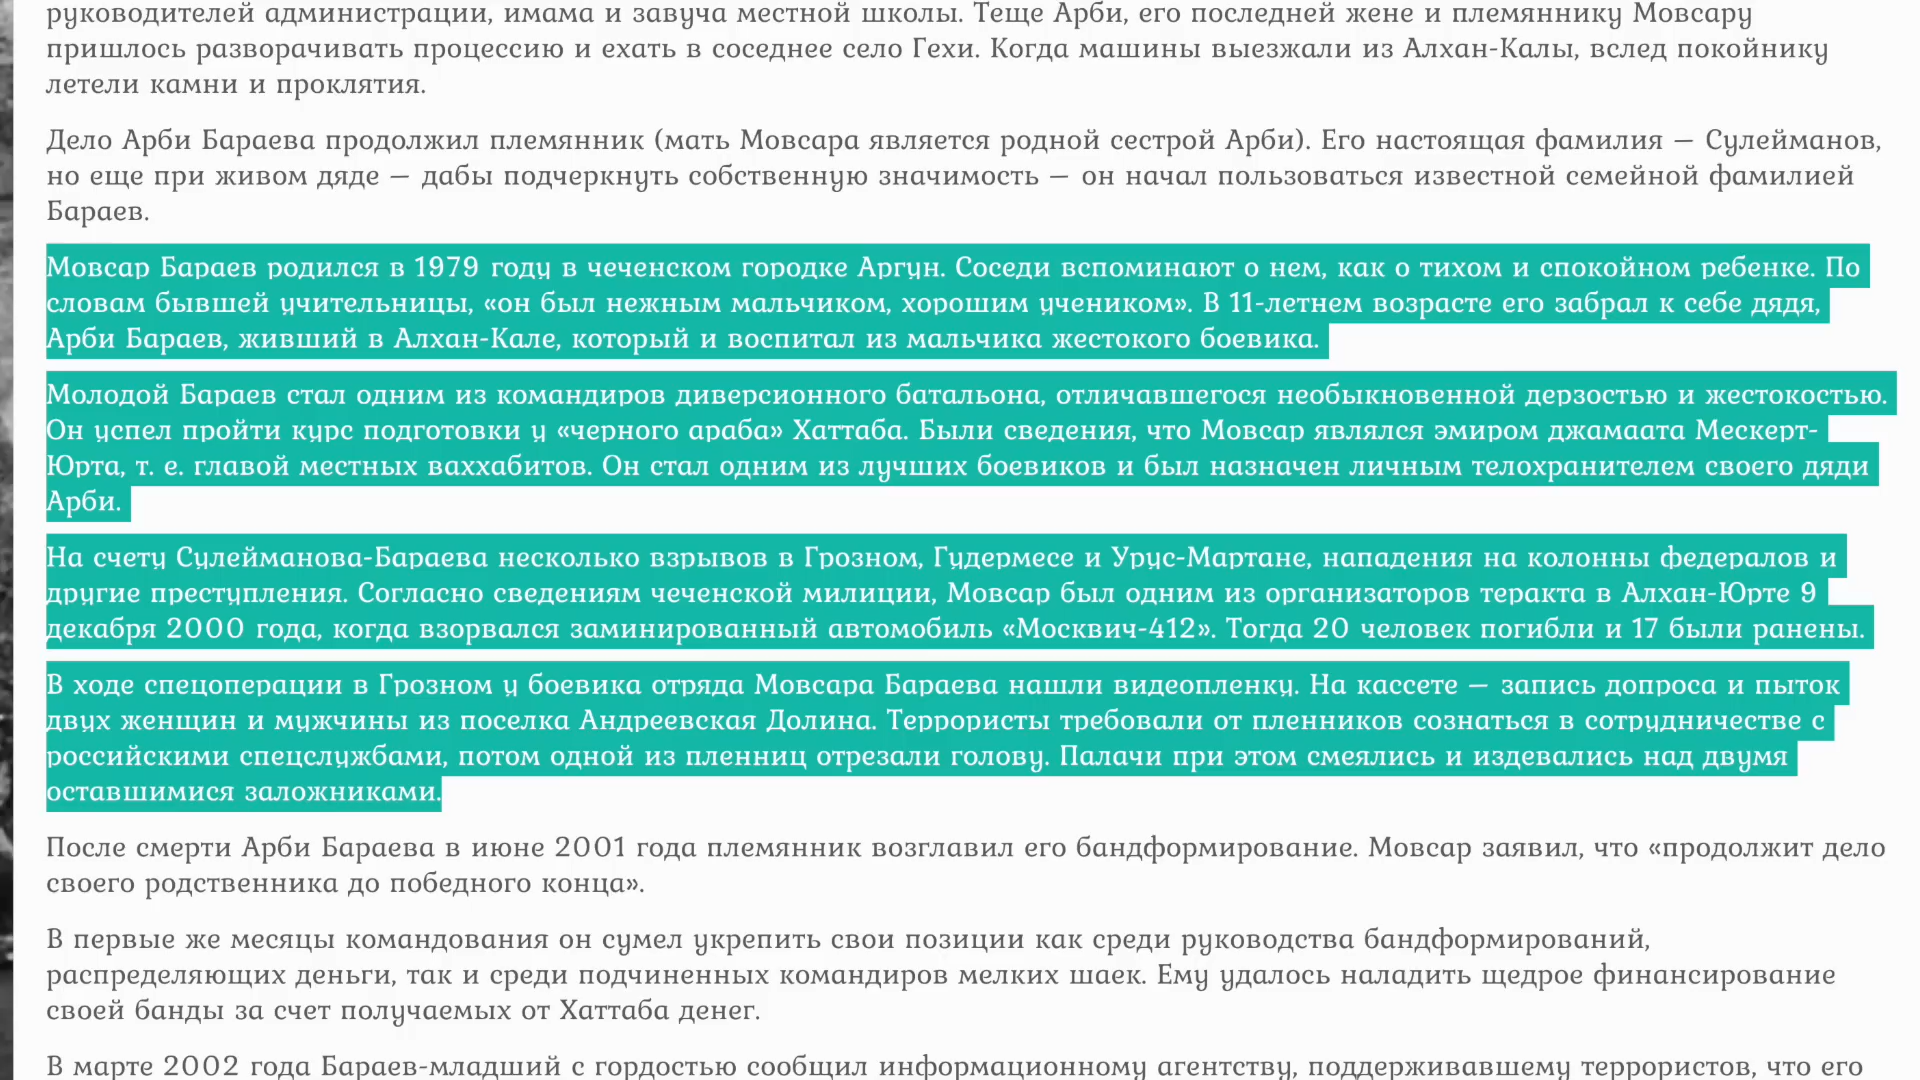 руководителей администрации, имама и завуча местной школы. Теще Арби, его последней жене и племяннику Мовсару
пришлось разворачивать процессию и ехать в соседнее село Гехи. Когда машины выезжали из Алхан-Калы, вслед покойнику
летели камни и проклятия.
Дело Арби Бараева продолжил племянник (мать Мовсара является родной сестрой Арби). Его настоящая фамилия — Сулейманов,
но еще при живом дяде — дабы подчеркнуть собственную значимость — он начал пользоваться известной семейной фамилией
Бараев.
Мовсар Бараев родился в 1979 году в чеченском городке Аргун. Соседи вспоминают о нем, как о тихом и спокойном ребенке. По
словам бывшей учительницы, «он был нежным мальчиком, хорошим учеником». В 11-летнем возрасте его забрал к себе дядя,
Арби Бараев, живший в Алхан-Кале, который и воспитал из мальчика жестокого боевика.
Молодой Бараев стал одним из командиров диверсионного батальона, отличавшегося необыкновенной дерзостью и жестокостью.
Он успел пройти курс подготовки у «черного араба» Хаттаба. Были сведения, что Мовсар являлся эмиром джамаата Мескерт-
Юрта, т. е. главой местных ваххабитов. Он стал одним из лучших боевиков и был назначен личным телохранителем своего дяди
Арби.
На счету Сулейманова-Бараева несколько взрывов в Грозном, Гудермесе и Урус-Мартане, нападения на колонны федералов и
другие преступления. Согласно сведениям чеченской милиции, Мовсар был одним из организаторов теракта в Алхан-Юрте 9
декабря 2000 года, когда взорвался заминированный автомобиль «Москвич-412». Тогда 20 человек погибли и 17 были ранены.
В ходе спецоперации в Грозном у боевика отряда Мовсара Бараева нашли видеопленку. На кассете — запись допроса и пыток
двух женщин и мужчины из поселка Андреевская Долина. Террористы требовали от пленников сознаться в сотрудничестве с
российскими спецслужбами, потом одной из пленниц отрезали голову. Палачи при этом смеялись и издевались над двумя
оставшимися заложниками.
После смерти Арби Бараева в июне 2001 года племянник возглавил его бандформирование. Мовсар заявил, что «продолжит дело
своего родственника до победного конца».
В первые же месяцы командования он сумел укрепить свои позиции как среди руководства бандформирований,
распределяющих деньги, так и среди подчиненных командиров мелких шаек. Ему удалось наладить щедрое финансирование
своей банды за счет получаемых от Хаттаба денег.
В марте 2002 года Бараев-младший с гордостью сообщил информационному агентству, поддерживавшему террористов, что его